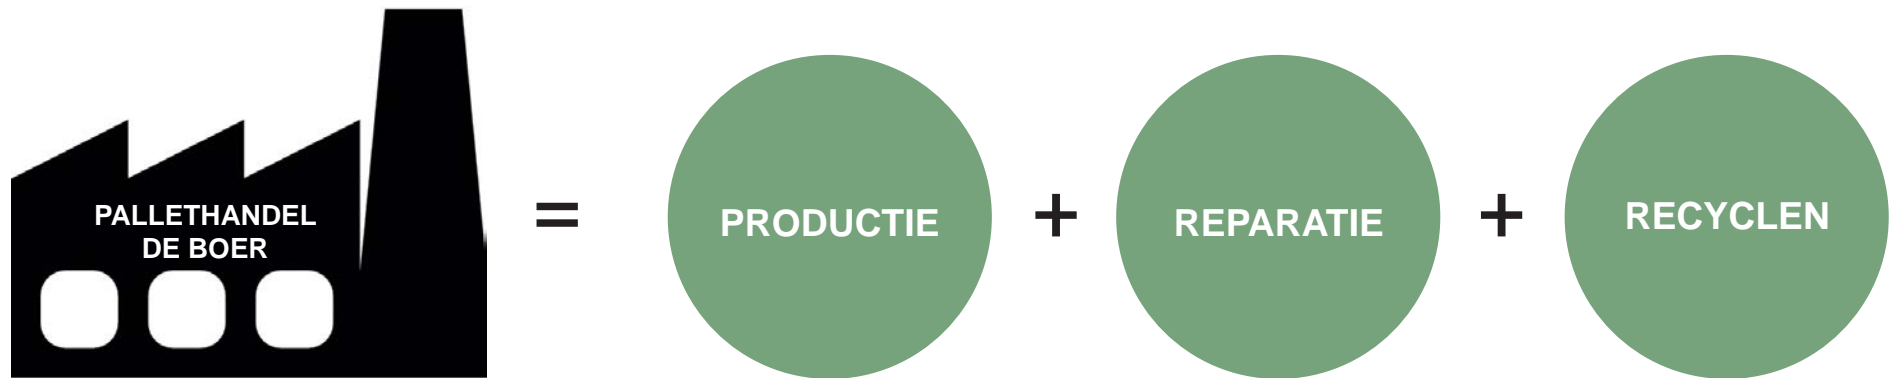 PALLETHANDEL
DE BOER
=
PRODUCTIE
+
REPARATIE
+
RECYCLEN